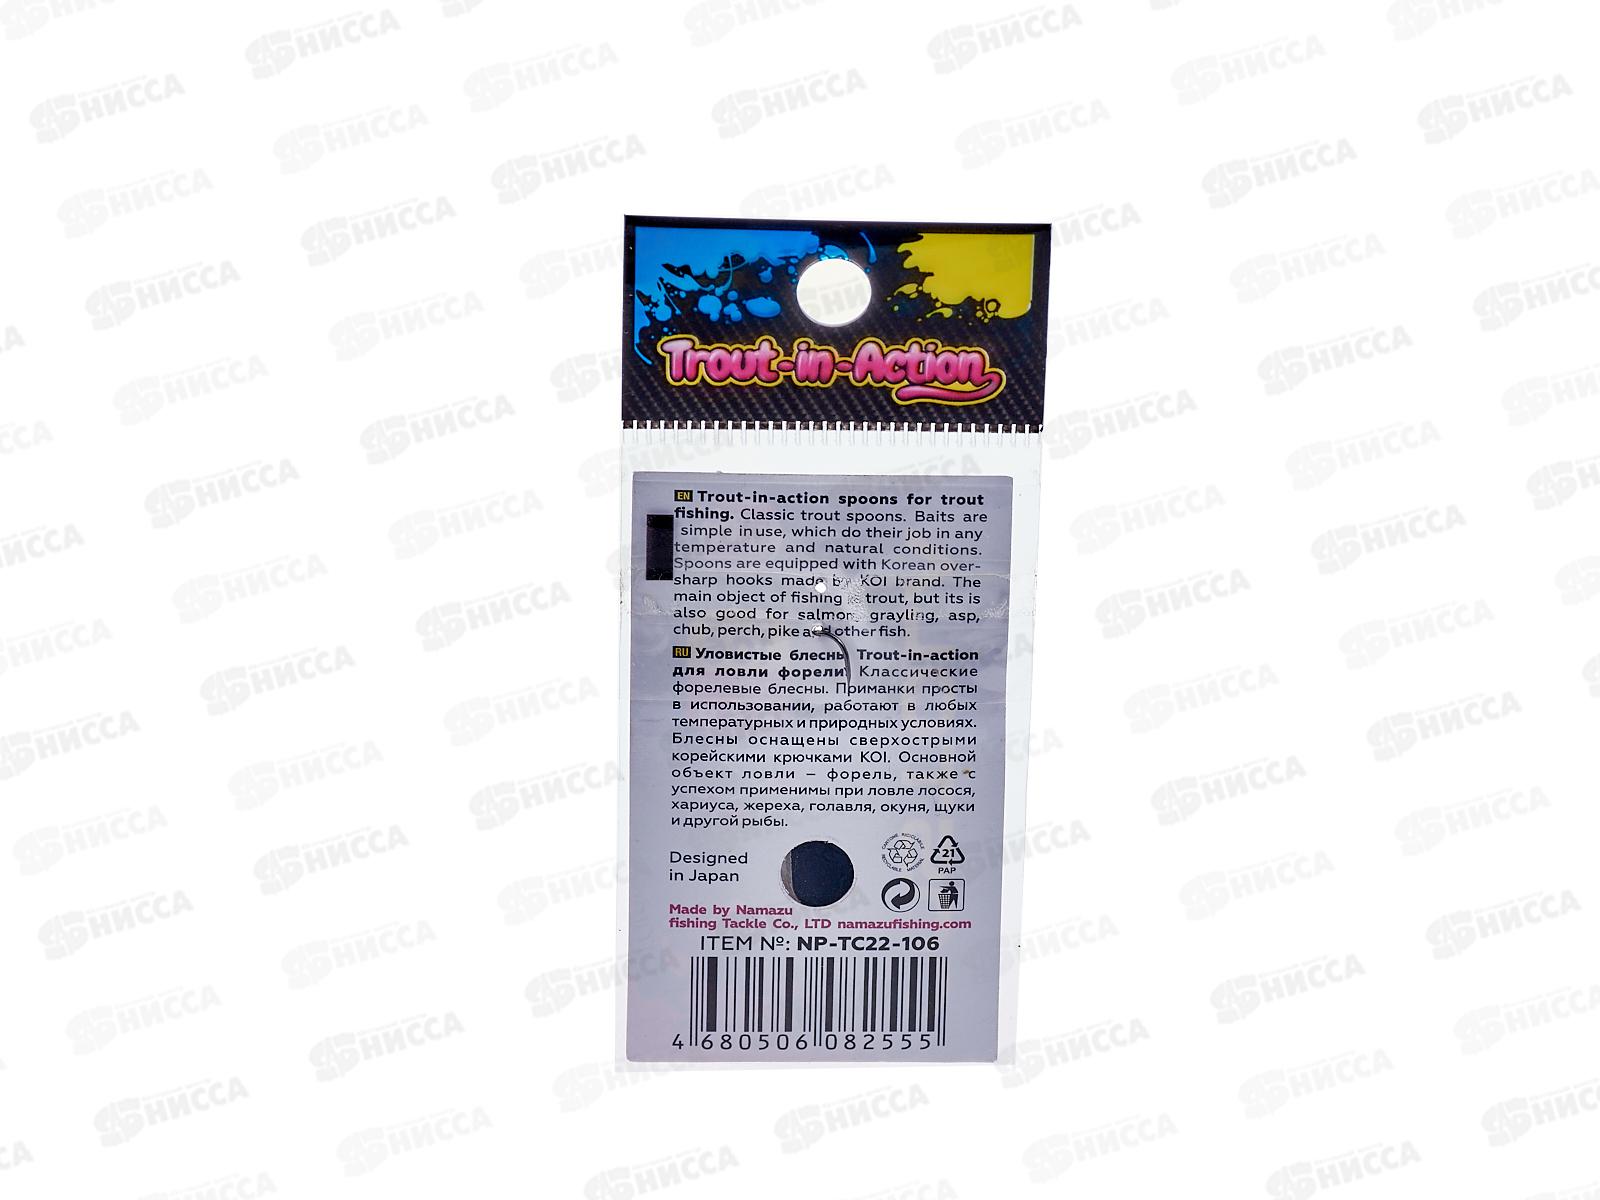 Trout-in-Action
EN Trout-in-action spoons for trout
fishing. Classic trout spoons. Baits are
simple in use, which do their job in any
temperature and natural conditions.
Spoons are equipped with Korean over-
sharp hooks made by KOI brand. The
main object of fishing is trout, but its is
also good for salmon, grayling, asp,
chub, perch, pike and other fish.
RU Уловистые блесны Trout-in-action
для ловли форели. Классические
форелевые блесны. Приманки просты
в использовании, работают в любых
температурных и природных условиях.
Блесны оснащены сверхострыми
корейскими крючками KOI. Основной
объект ловли – форель, также с
успехом применимы при ловле лосося,
хариуса, жереха, голавля, окуня, щуки
и другой рыбы.
Designed
in Japan
21
PAP
Made by Namazu
fishing Tackle Co., LTD namazufishing.com
ITEM №: NP-TC22-106
4 680506 082555
НИССА